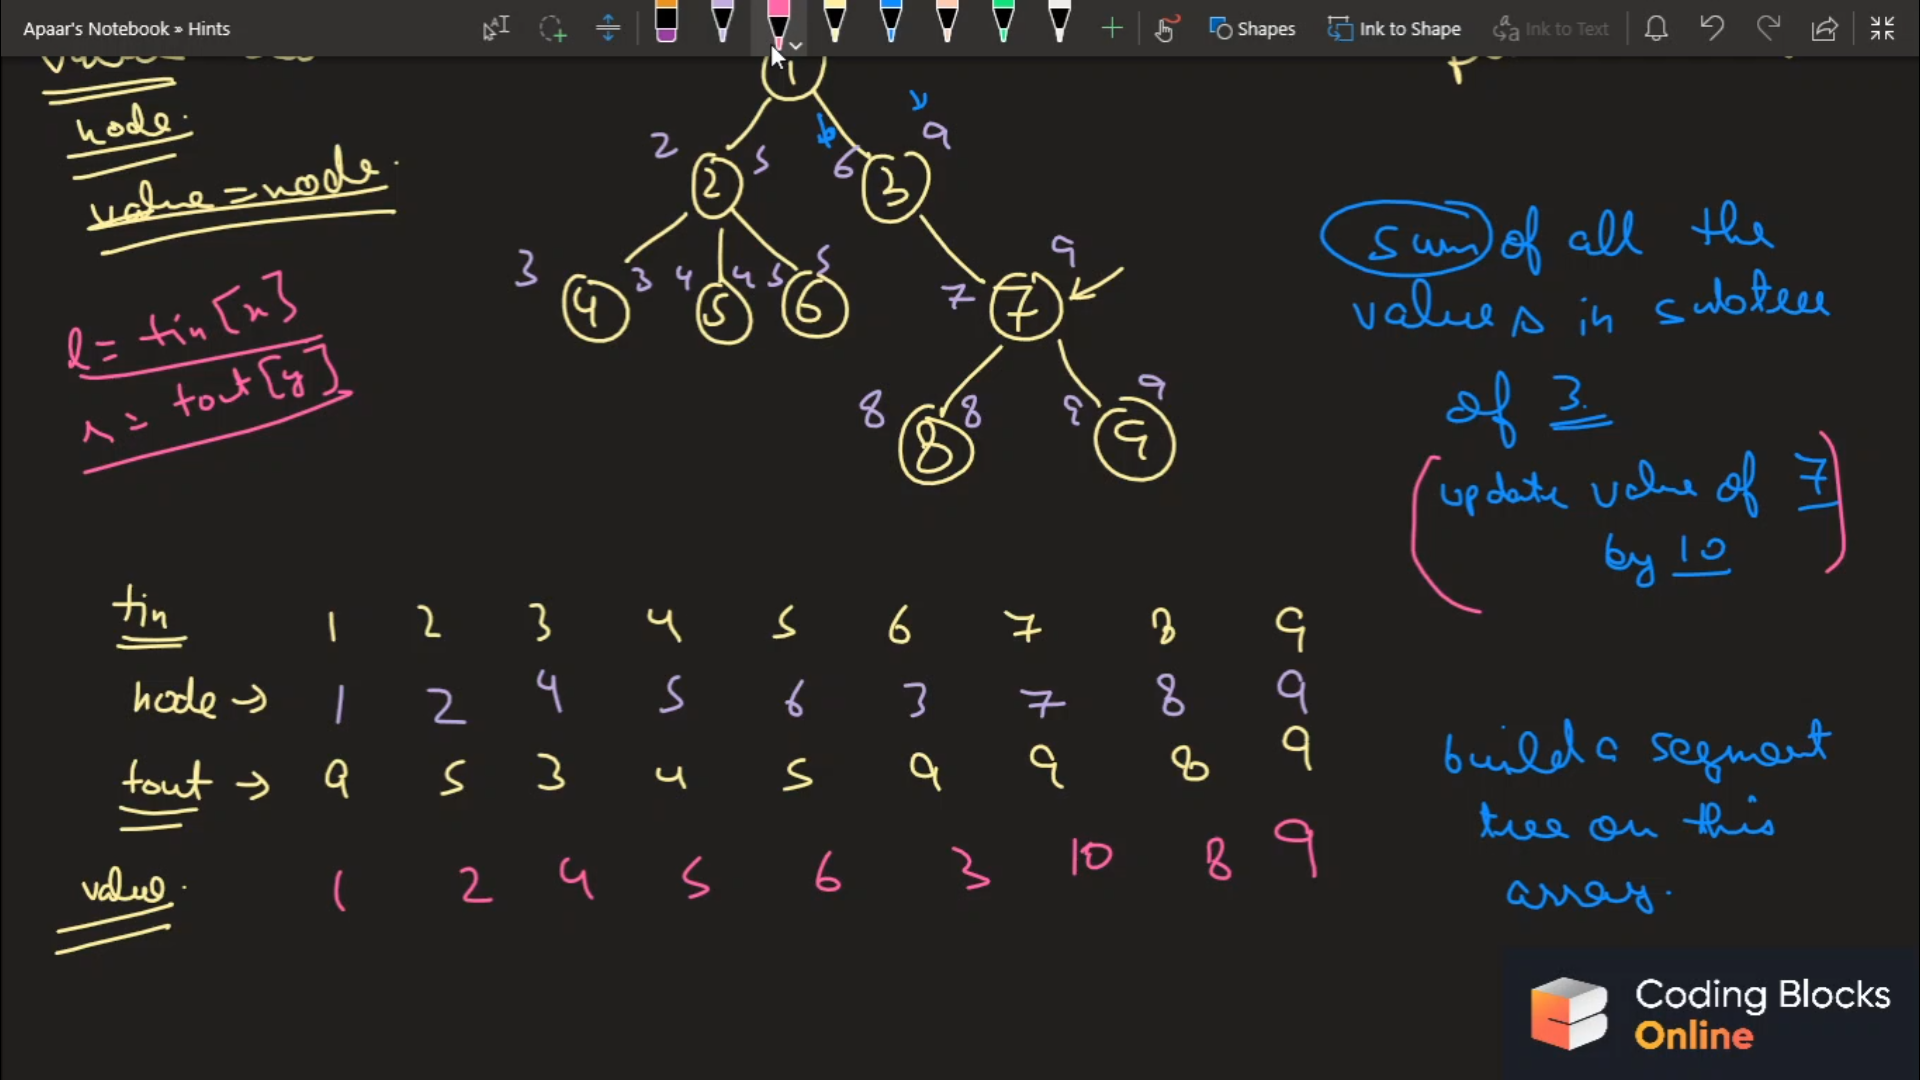 Apaar's Notebook » Hints
Shapes
Ink to Shape
Ink to Text
node.
value = node.
l = tin[x]
r = tout[y]
1
2 2 5
6 3 9
3 4 3
4 5 4
5 6 5
7 7 9
8 8 8
9 9 9
sum of all the
values in subtree
of 3.
(update value of 7
by 10)
tin 1 2 3 4 5 6 7 8 9
node → 1 2 4 5 6 3 7 8 9
tout → 9 5 3 4 5 9 9 8 9
value. 1 2 4 5 6 3 10 8 9
build a segment
tree on this
array.
Coding Blocks
Online